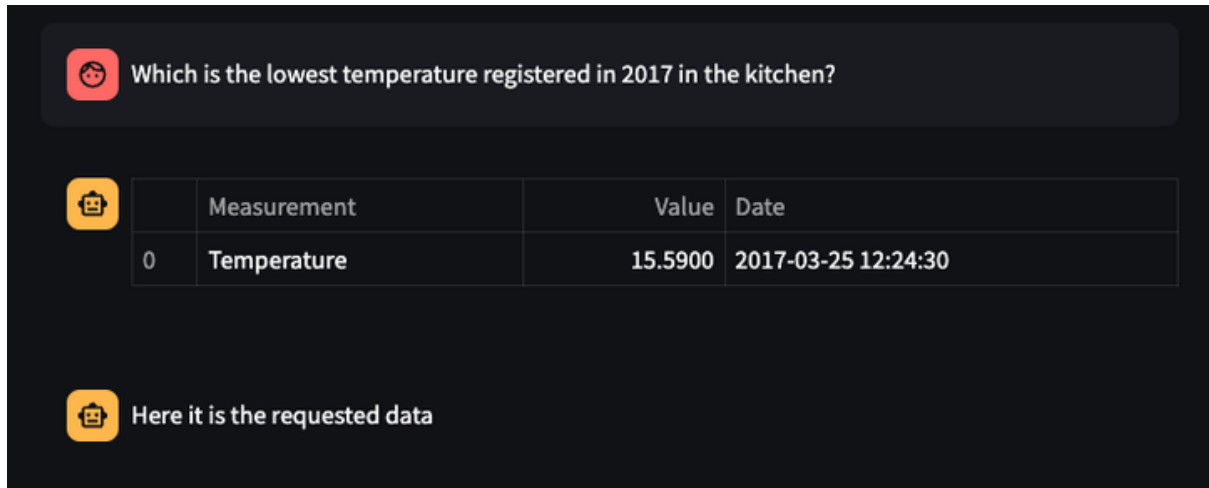 Which is the lowest temperature registered in 2017 in the kitchen?
Measurement Value Date
0 Temperature 15.5900 2017-03-25 12:24:30
Here it is the requested data